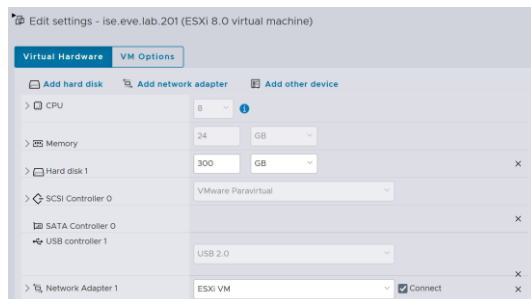 Edit settings - ise.eve.lab.201 (ESXi 8.0 virtual machine)
Virtual Hardware VM Options
Add hard disk Add network adapter Add other device
CPU 8
Memory 24 GB
Hard disk 1 300 GB
SCSI Controller 0 VMware Paravirtual
SATA Controller 0
USB controller 1
USB 2.0
Network Adapter 1 ESXi VM Connect